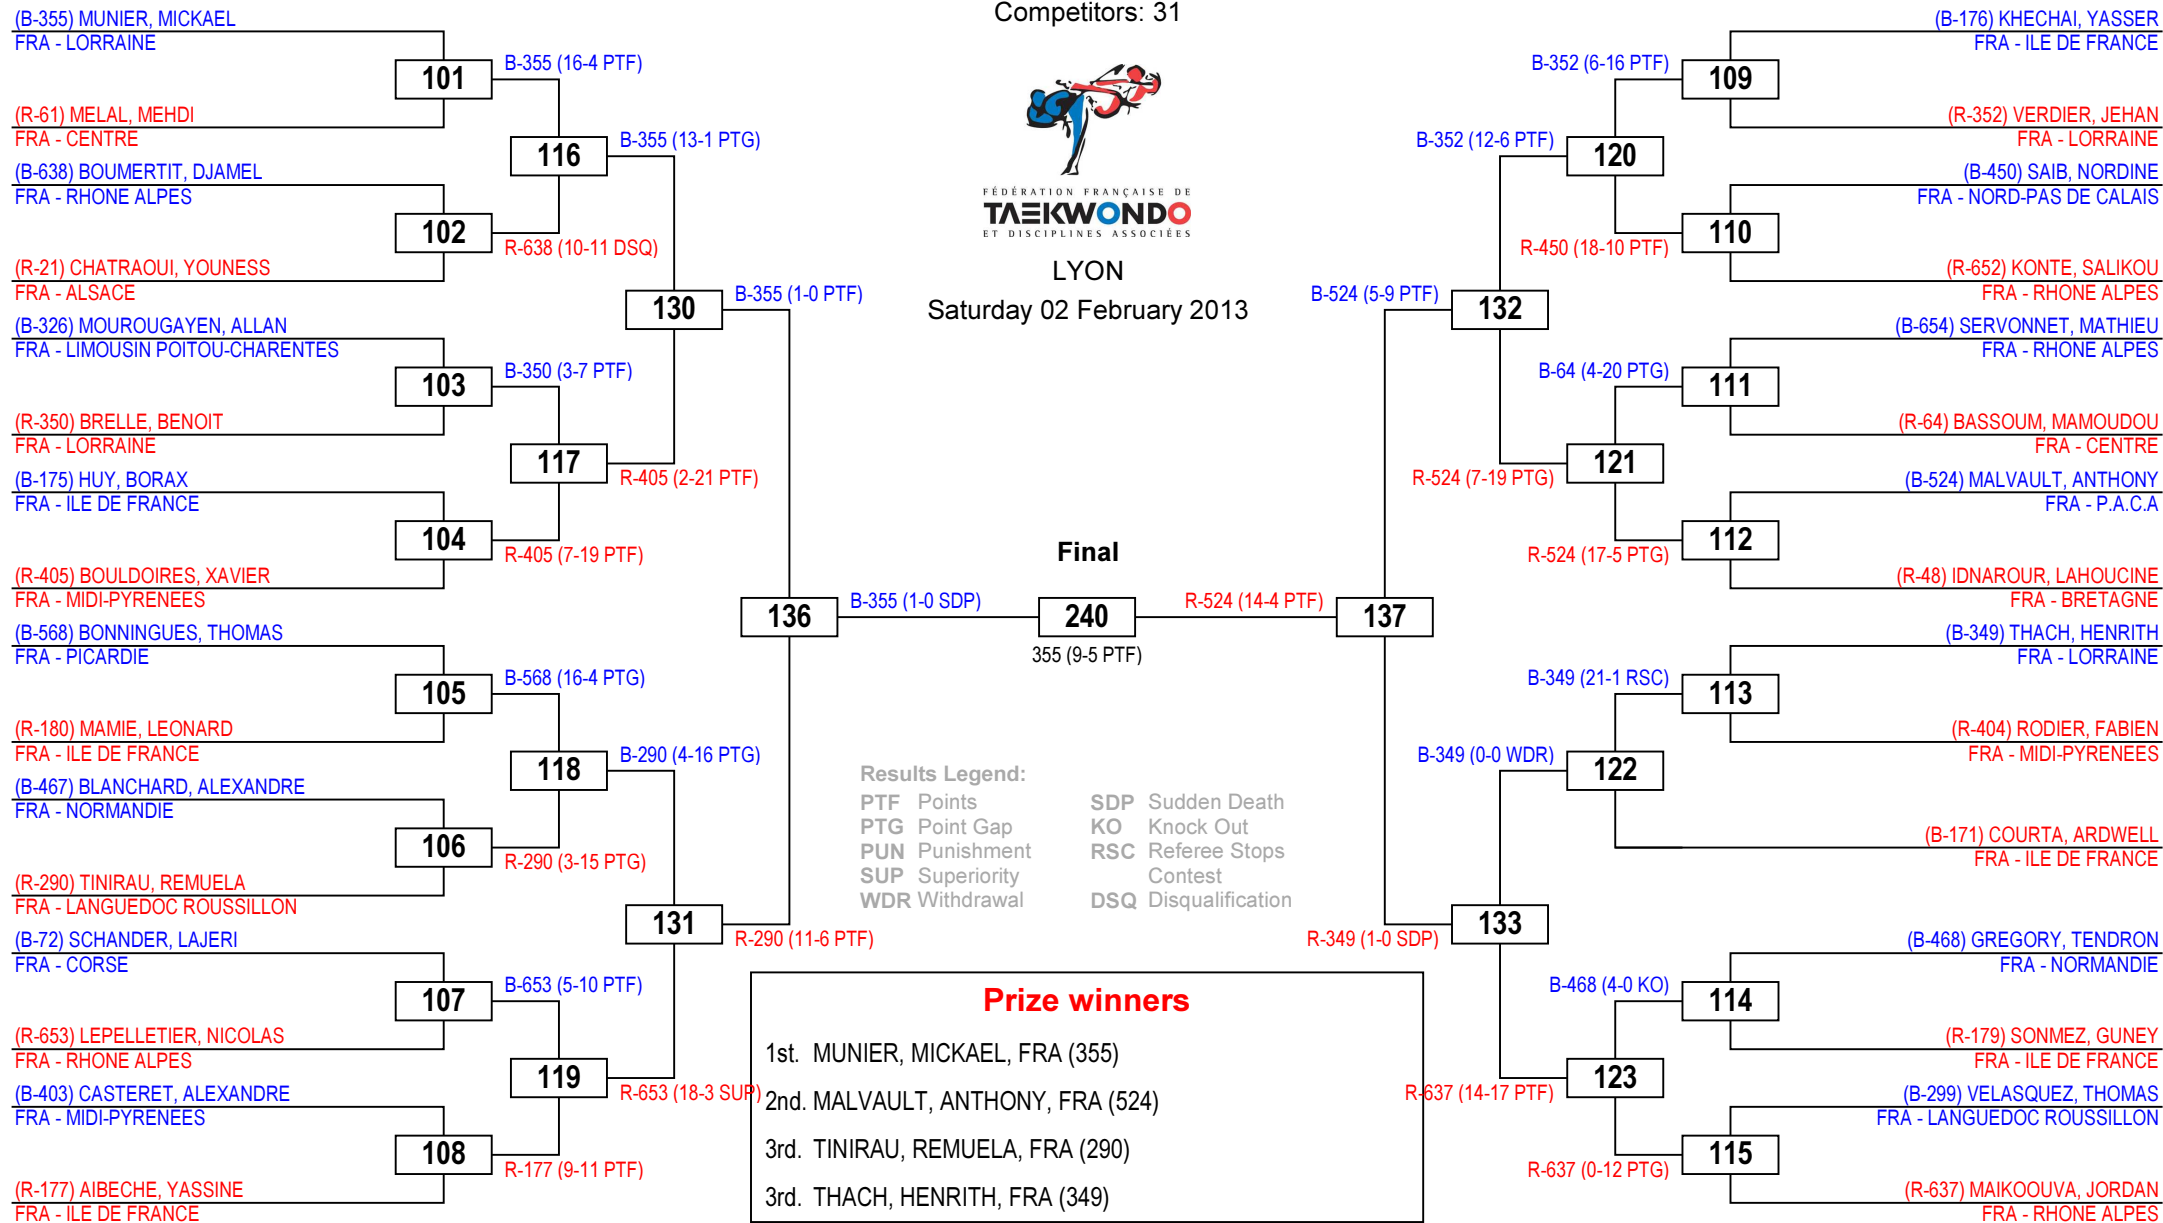 Competitors: 31
FÉDÉRATION FRANÇAISE DE
TAEKWONDO
ET DISCIPLINES ASSOCIÉES
LYON
Saturday 02 February 2013
(B-355) MUNIER, MICKAEL
FRA - LORRAINE
101
B-355 (16-4 PTF)
(R-61) MELAL, MEHDI
FRA - CENTRE
116
B-355 (13-1 PTG)
(B-638) BOUMERTIT, DJAMEL
FRA - RHONE ALPES
102
R-638 (10-11 DSQ)
(R-21) CHATRAOUI, YOUNESS
FRA - ALSACE
130
B-355 (1-0 PTF)
(B-326) MOUROUGAYEN, ALLAN
FRA - LIMOUSIN POITOU-CHARENTES
103
B-350 (3-7 PTF)
(R-350) BRELLE, BENOIT
FRA - LORRAINE
117
R-405 (2-21 PTF)
(B-175) HUY, BORAX
FRA - ILE DE FRANCE
104
R-405 (7-19 PTF)
(R-405) BOULDOIRES, XAVIER
FRA - MIDI-PYRENEES
136
B-355 (1-0 SDP)
(B-568) BONNINGUES, THOMAS
FRA - PICARDIE
105
B-568 (16-4 PTG)
(R-180) MAMIE, LEONARD
FRA - ILE DE FRANCE
118
B-290 (4-16 PTG)
(B-467) BLANCHARD, ALEXANDRE
FRA - NORMANDIE
106
R-290 (3-15 PTG)
(R-290) TINIRAU, REMUELA
FRA - LANGUEDOC ROUSSILLON
131
R-290 (11-6 PTF)
(B-72) SCHANDER, LAJERI
FRA - CORSE
107
B-653 (5-10 PTF)
(R-653) LEPELLETIER, NICOLAS
FRA - RHONE ALPES
119
R-653 (18-3 SUP)
(B-403) CASTERET, ALEXANDRE
FRA - MIDI-PYRENEES
108
R-177 (9-11 PTF)
(R-177) AIBECHE, YASSINE
FRA - ILE DE FRANCE
Final
240
355 (9-5 PTF)
(B-176) KHECHAI, YASSER
FRA - ILE DE FRANCE
B-352 (6-16 PTF)
109
(R-352) VERDIER, JEHAN
FRA - LORRAINE
B-352 (12-6 PTF)
120
(B-450) SAIB, NORDINE
FRA - NORD-PAS DE CALAIS
R-450 (18-10 PTF)
110
(R-652) KONTE, SALIKOU
FRA - RHONE ALPES
B-524 (5-9 PTF)
132
(B-654) SERVONNET, MATHIEU
FRA - RHONE ALPES
B-64 (4-20 PTG)
111
(R-64) BASSOUM, MAMOUDOU
FRA - CENTRE
R-524 (7-19 PTG)
121
(B-524) MALVAULT, ANTHONY
FRA - P.A.C.A
R-524 (17-5 PTG)
112
(R-48) IDNAROUR, LAHOUCINE
FRA - BRETAGNE
R-524 (14-4 PTF)
137
(B-349) THACH, HENRITH
FRA - LORRAINE
B-349 (21-1 RSC)
113
(R-404) RODIER, FABIEN
FRA - MIDI-PYRENEES
B-349 (0-0 WDR)
122
(B-171) COURTA, ARDWELL
FRA - ILE DE FRANCE
R-349 (1-0 SDP)
133
(B-468) GREGORY, TENDRON
FRA - NORMANDIE
B-468 (4-0 KO)
114
(R-179) SONMEZ, GUNEY
FRA - ILE DE FRANCE
R-637 (14-17 PTF)
123
(B-299) VELASQUEZ, THOMAS
FRA - LANGUEDOC ROUSSILLON
R-637 (0-12 PTG)
115
(R-637) MAIKOOUVA, JORDAN
FRA - RHONE ALPES
Results Legend:
PTF Points SDP Sudden Death
PTG Point Gap KO Knock Out
PUN Punishment RSC Referee Stops
SUP Superiority Contest
WDR Withdrawal DSQ Disqualification
Prize winners
1st. MUNIER, MICKAEL, FRA (355)
2nd. MALVAULT, ANTHONY, FRA (524)
3rd. TINIRAU, REMUELA, FRA (290)
3rd. THACH, HENRITH, FRA (349)